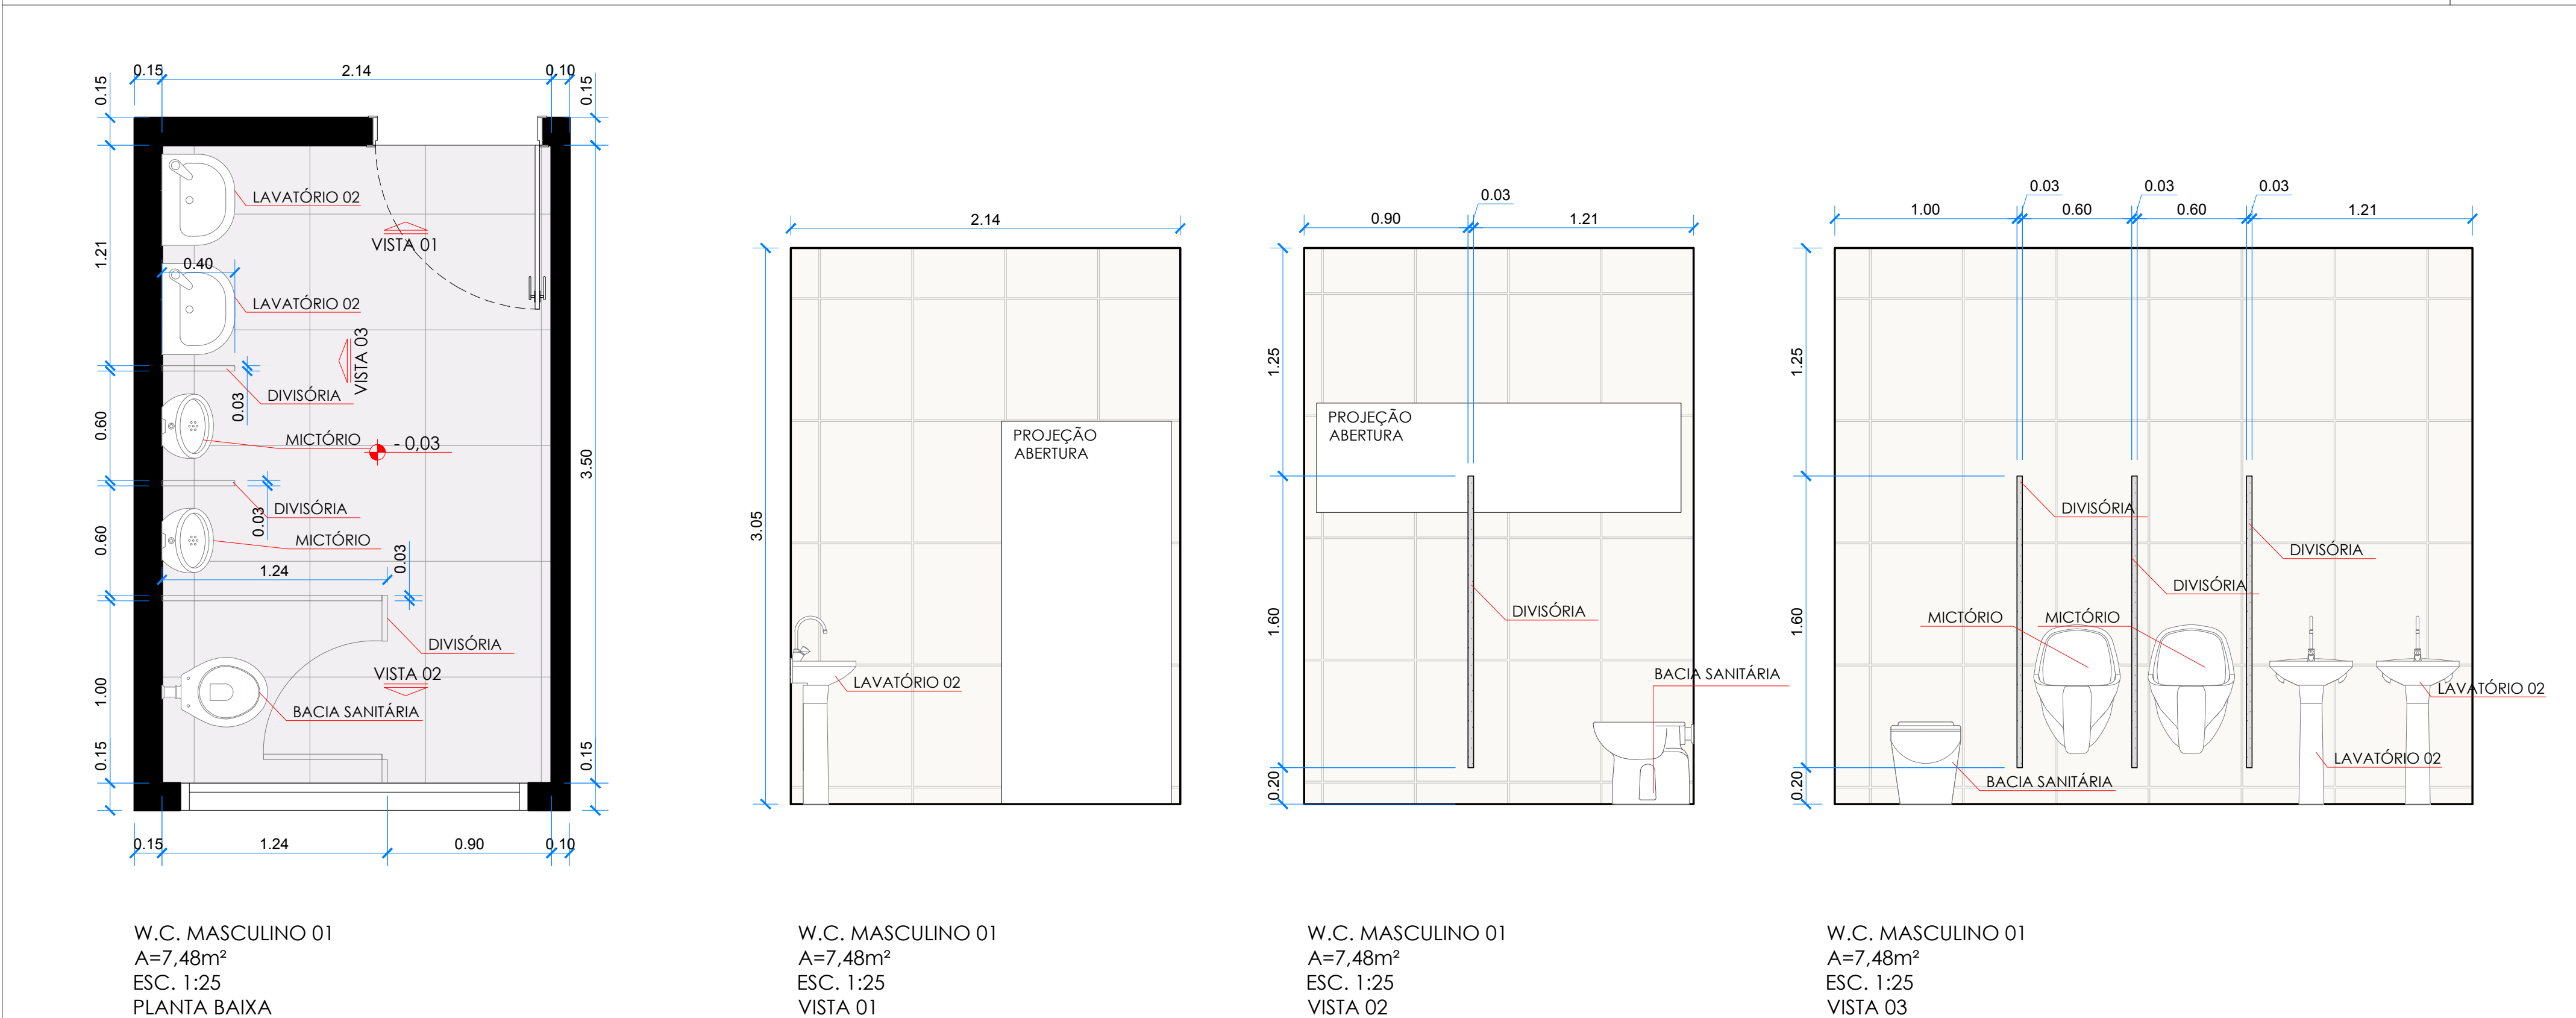 0.15
2.14
0.10
0.15
0.15
LAVATÓRIO 02
VISTA 01
1.21
0.40
LAVATÓRIO 02
VISTA 03
DIVISÓRIA
0.03
0.60
MICTÓRIO
- 0,03
3.50
DIVISÓRIA
0.03
0.60
MICTÓRIO
0.03
1.24
DIVISÓRIA
VISTA 02
1.00
BACIA SANITÁRIA
0.15
0.15
0.15
1.24
0.90
0.10
W.C. MASCULINO 01
A=7,48m²
ESC. 1:25
PLANTA BAIXA
2.14
3.05
PROJEÇÃO
ABERTURA
LAVATÓRIO 02
W.C. MASCULINO 01
A=7,48m²
ESC. 1:25
VISTA 01
0.03
0.90
1.21
1.25
PROJEÇÃO
ABERTURA
1.60
DIVISÓRIA
BACIA SANITÁRIA
0.20
W.C. MASCULINO 01
A=7,48m²
ESC. 1:25
VISTA 02
0.03
0.03
0.03
1.00
0.60
0.60
1.21
1.25
DIVISÓRIA
DIVISÓRIA
DIVISÓRIA
1.60
MICTÓRIO
MICTÓRIO
LAVATÓRIO 02
LAVATÓRIO 02
BACIA SANITÁRIA
0.20
W.C. MASCULINO 01
A=7,48m²
ESC. 1:25
VISTA 03